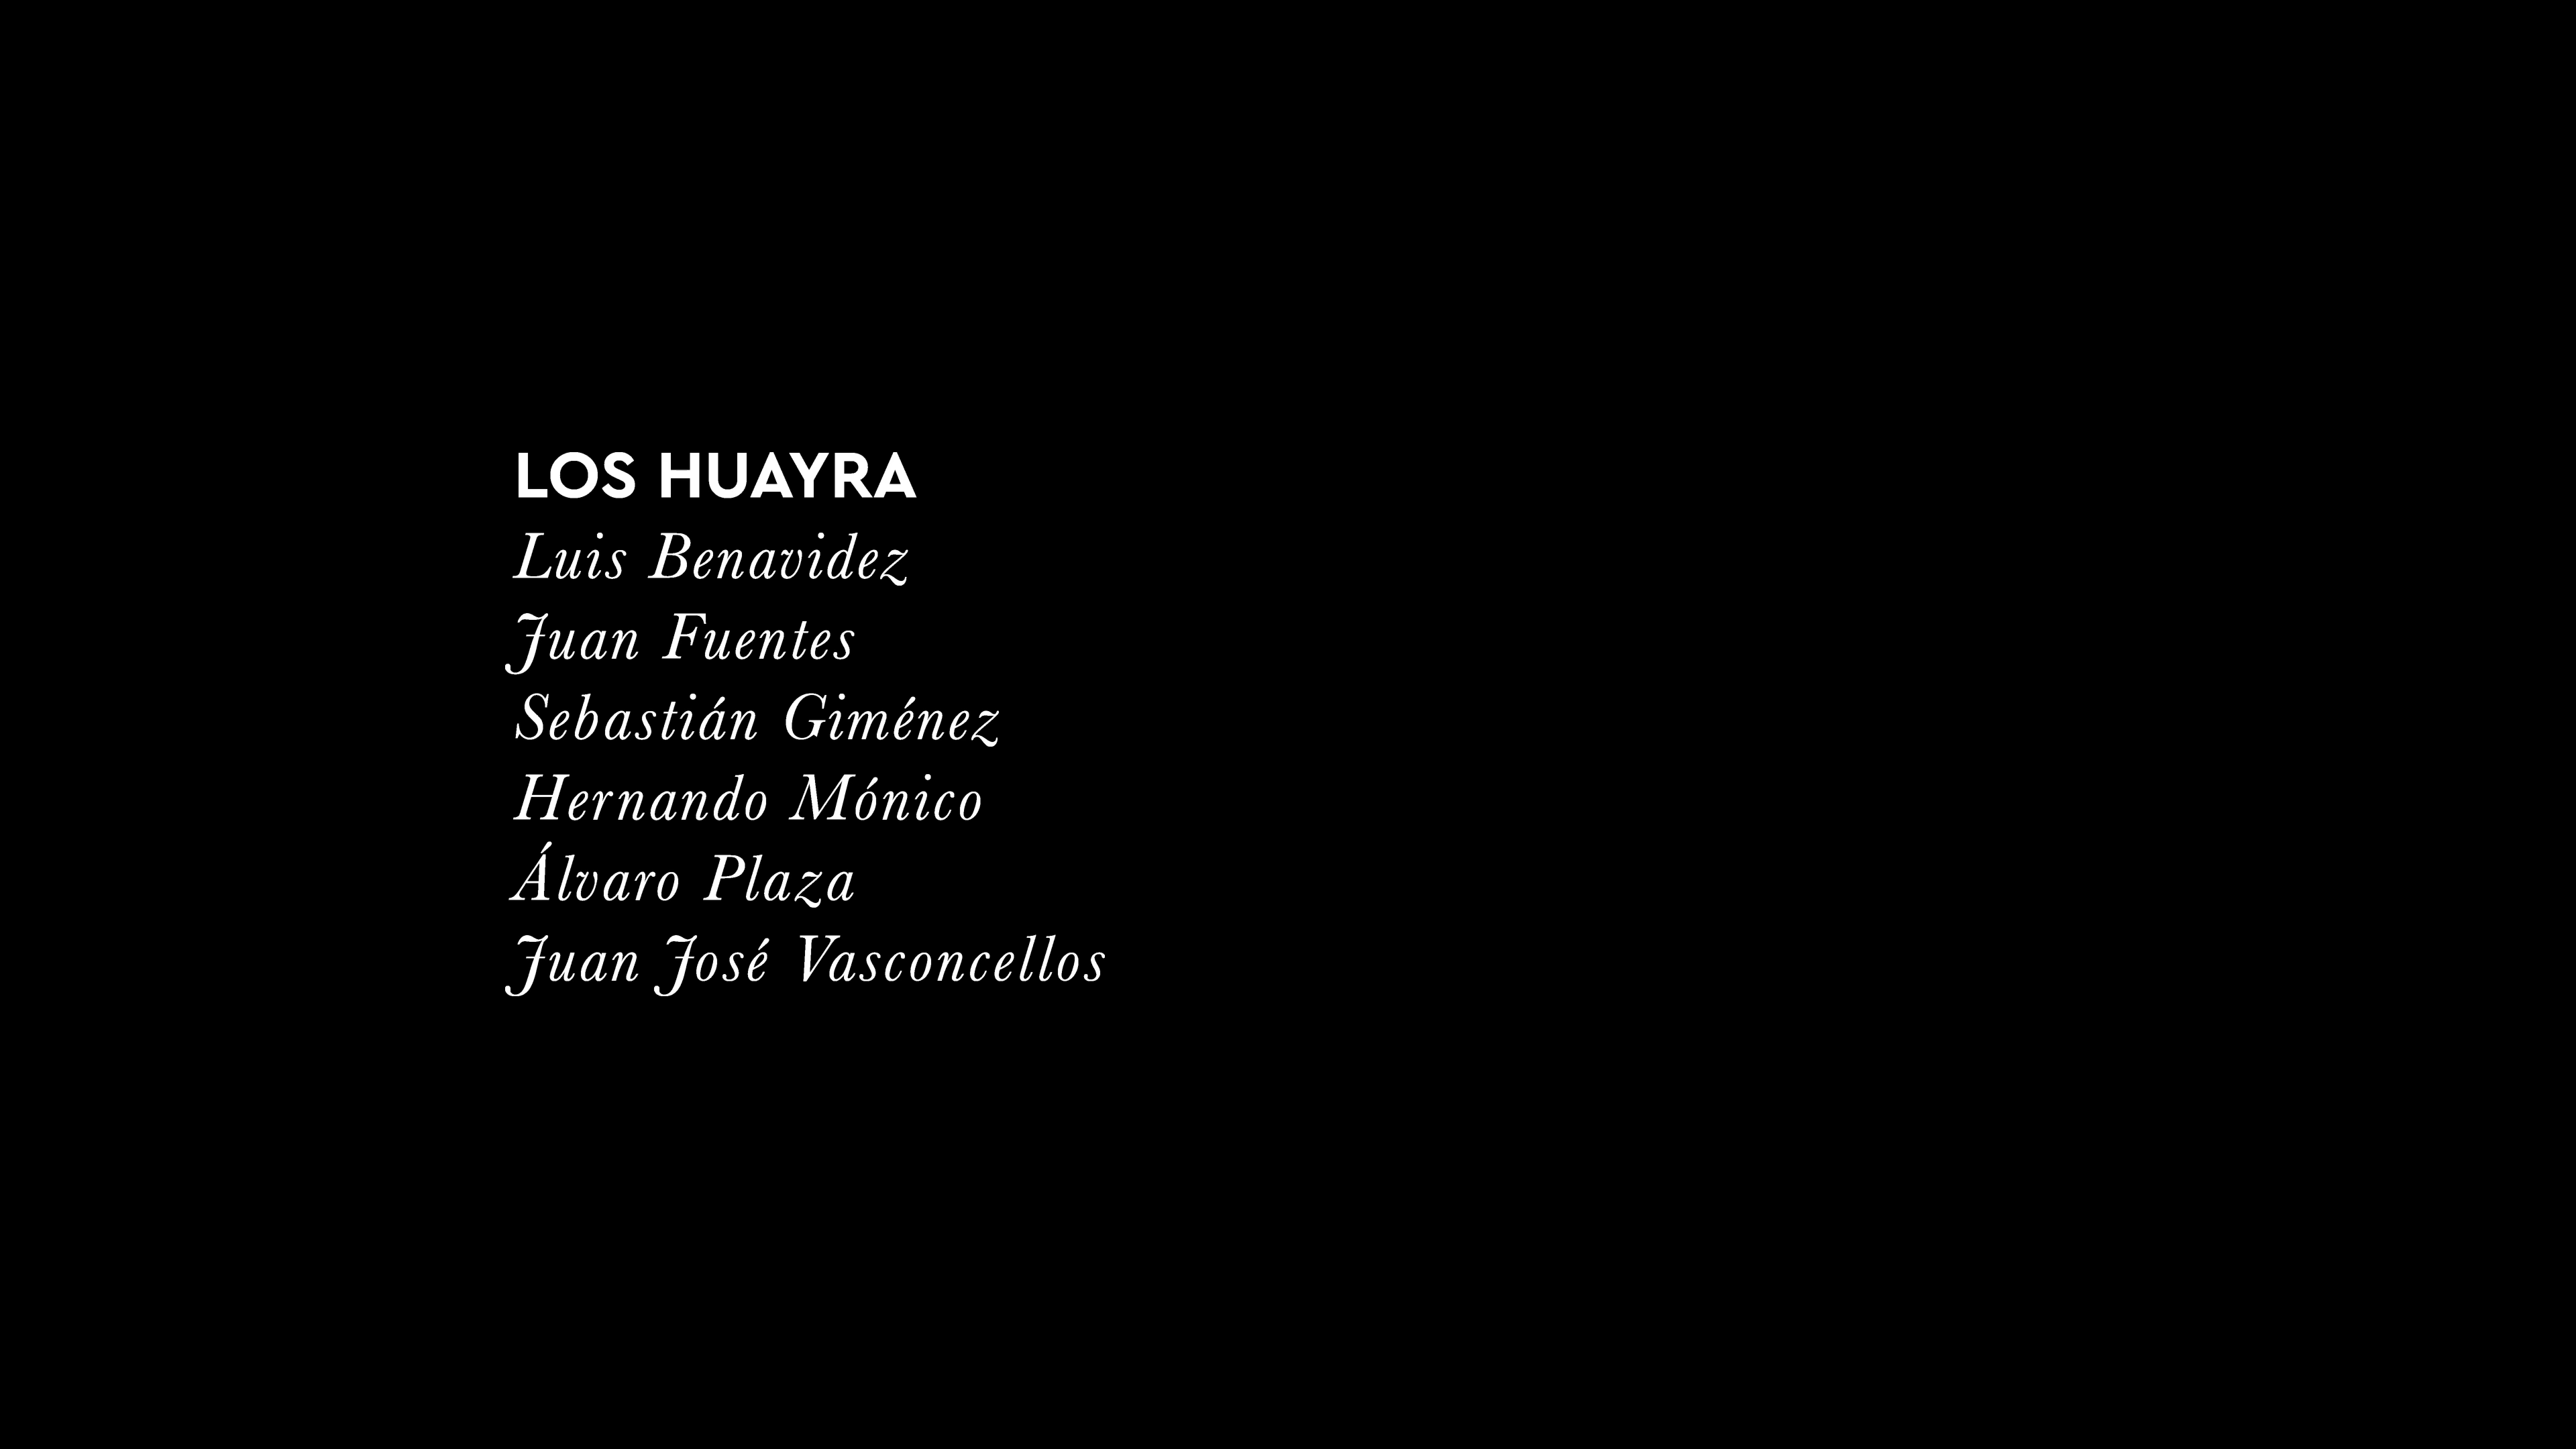 LOS HUAYRA
Luis Benavidez
Juan Fuentes
Sebastián Giménez
Hernando Mónico
Álvaro Plaza
Juan José Vasconcellos